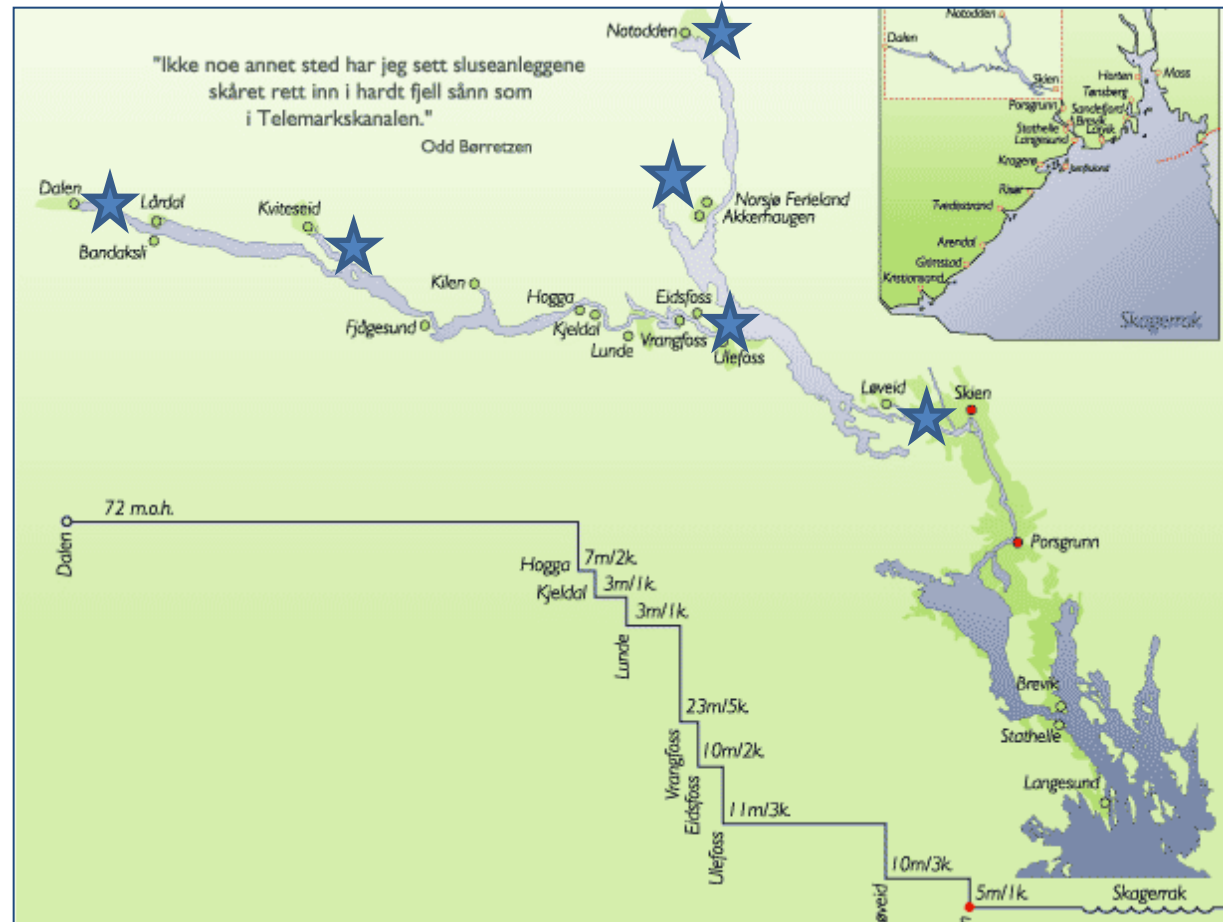 "Ikke noe annet sted har jeg sett sluseanleggene
skåret rett inn i hardt fjell sånn som
i Telemarkskanalen."
Odd Børretzen
Notodden
Dalen
Lårdal
Bandaksli
Kviteseid
Kilen
Fjågesund
Hogga
Kjeldal
Lunde
Eidsfoss
Vrangfoss
Ulefoss
Norsjø Ferieland
Akkerhaugen
Løveid
Skien
Porsgrunn
Brevik
Stathelle
Langesund
Notodden
Dalen
Skien
Horten
Moss
Tønsberg
Porsgrunn
Sandefjord
Brevik
Larvik
Stathelle
Langesund
Kragerø
Jomfruland
Risør
Tvedestrand
Arendal
Grimstad
Kristiansand
Skagerrak
72 m.o.h.
Dalen
Hogga
7m/2k.
Kjeldal
3m/1k.
Lunde
3m/1k.
Vrangfoss
23m/5k.
Eidsfoss
10m/2k.
Ulefoss
11m/3k.
øveid
10m/3k.
5m/1k.
Skagerrak